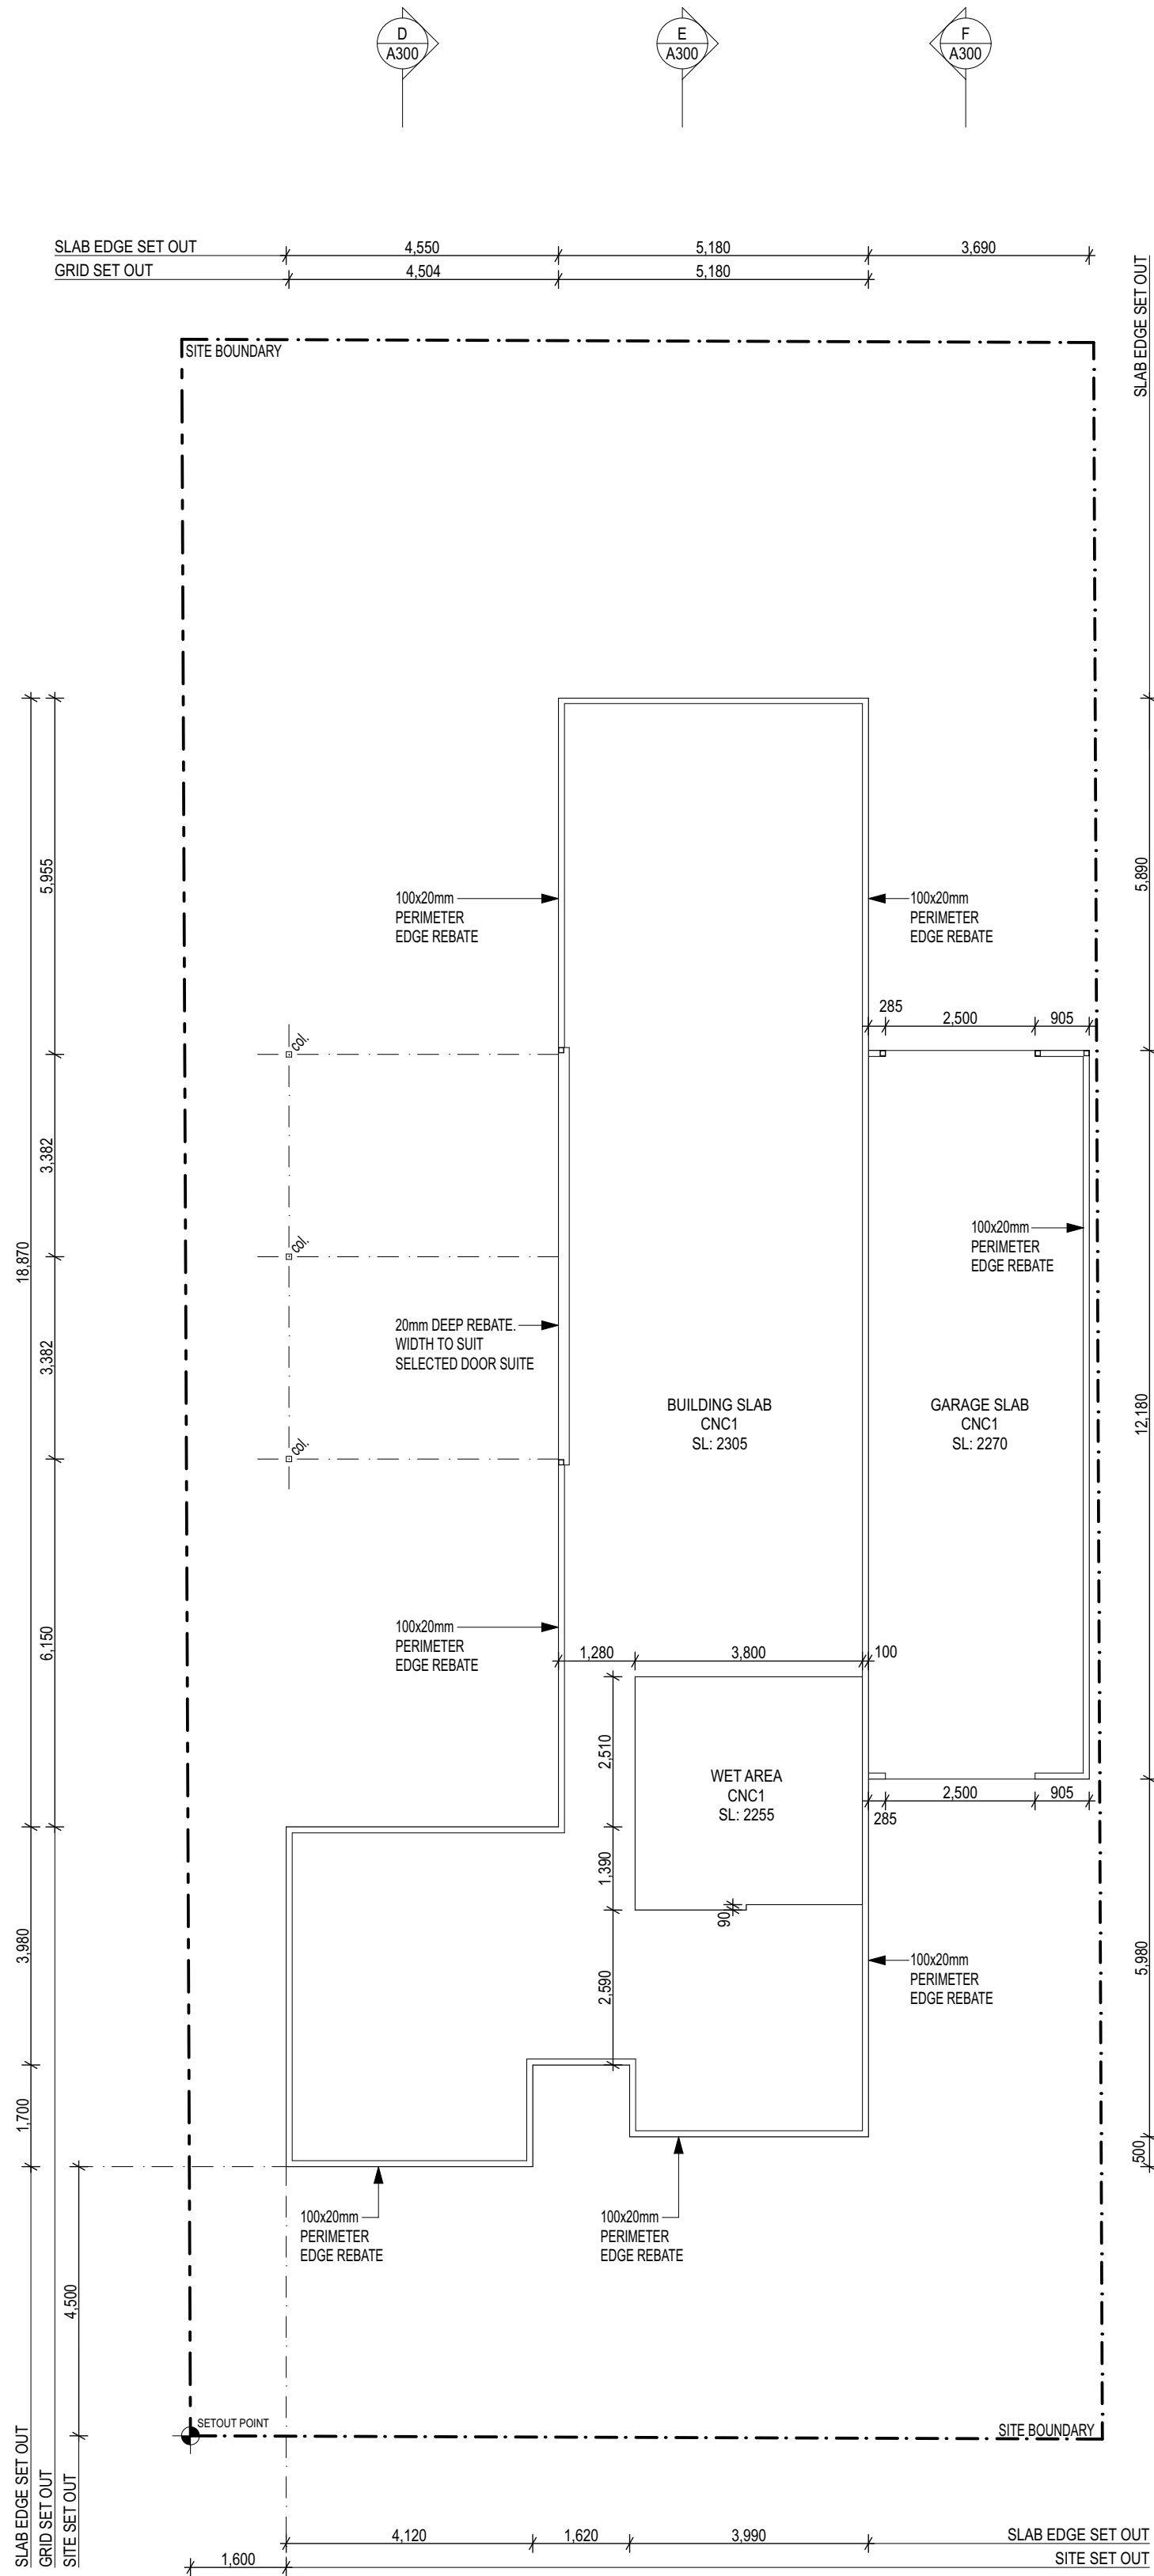 D
A300
E
A300
F
A300
SLAB EDGE SET OUT
4,550
5,180
3,690
GRID SET OUT
4,504
5,180
SLAB EDGE SET OUT
SITE BOUNDARY
5,955
5,890
100x20mm
PERIMETER
EDGE REBATE
100x20mm
PERIMETER
EDGE REBATE
285
2,500
905
col.
3,382
18,870
100x20mm
PERIMETER
EDGE REBATE
col.
3,382
20mm DEEP REBATE.
WIDTH TO SUIT
SELECTED DOOR SUITE
BUILDING SLAB
CNC1
SL: 2305
GARAGE SLAB
CNC1
SL: 2270
12,180
col.
6,150
100x20mm
PERIMETER
EDGE REBATE
1,280
3,800
100
2,510
WET AREA
CNC1
SL: 2255
285
2,500
905
1,390
90
3,980
2,590
100x20mm
PERIMETER
EDGE REBATE
5,980
1,700
500
100x20mm
PERIMETER
EDGE REBATE
100x20mm
PERIMETER
EDGE REBATE
4,500
SETOUT POINT
SITE BOUNDARY
SLAB EDGE SET OUT
GRID SET OUT
SITE SET OUT
4,120
1,620
3,990
SLAB EDGE SET OUT
1,600
SITE SET OUT